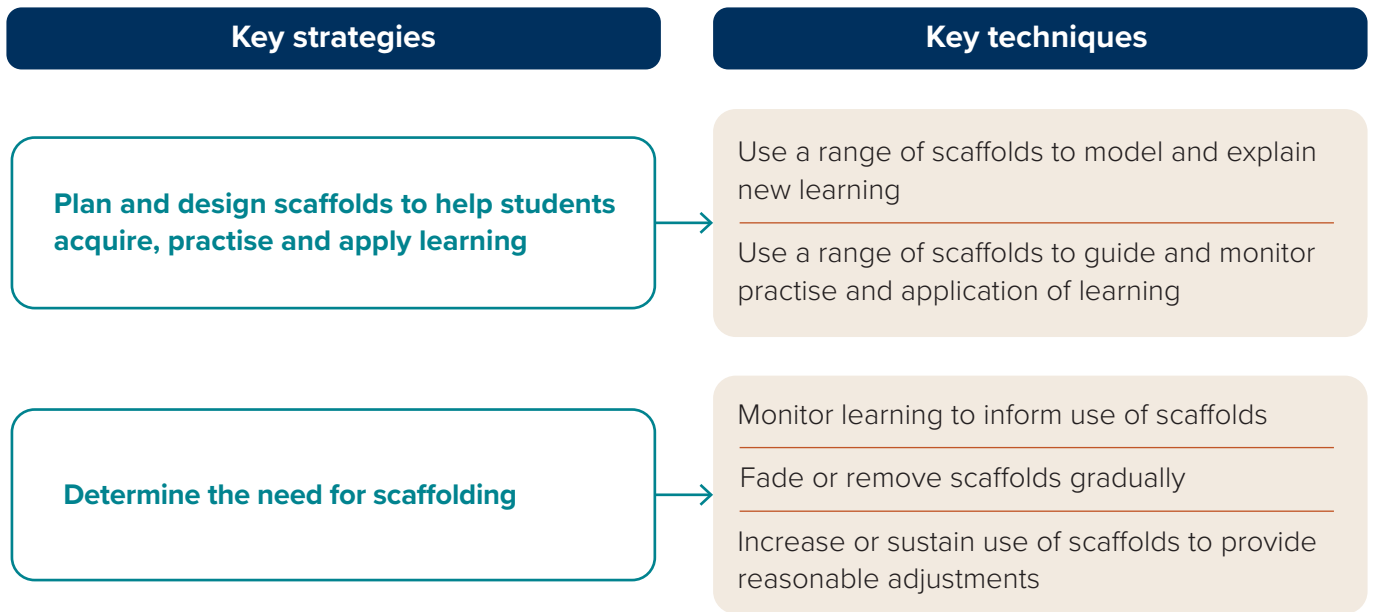 Key strategies
Key techniques
Plan and design scaffolds to help students
acquire, practise and apply learning
Use a range of scaffolds to model and explain
new learning
Use a range of scaffolds to guide and monitor
practise and application of learning
Determine the need for scaffolding
Monitor learning to inform use of scaffolds
Fade or remove scaffolds gradually
Increase or sustain use of scaffolds to provide
reasonable adjustments